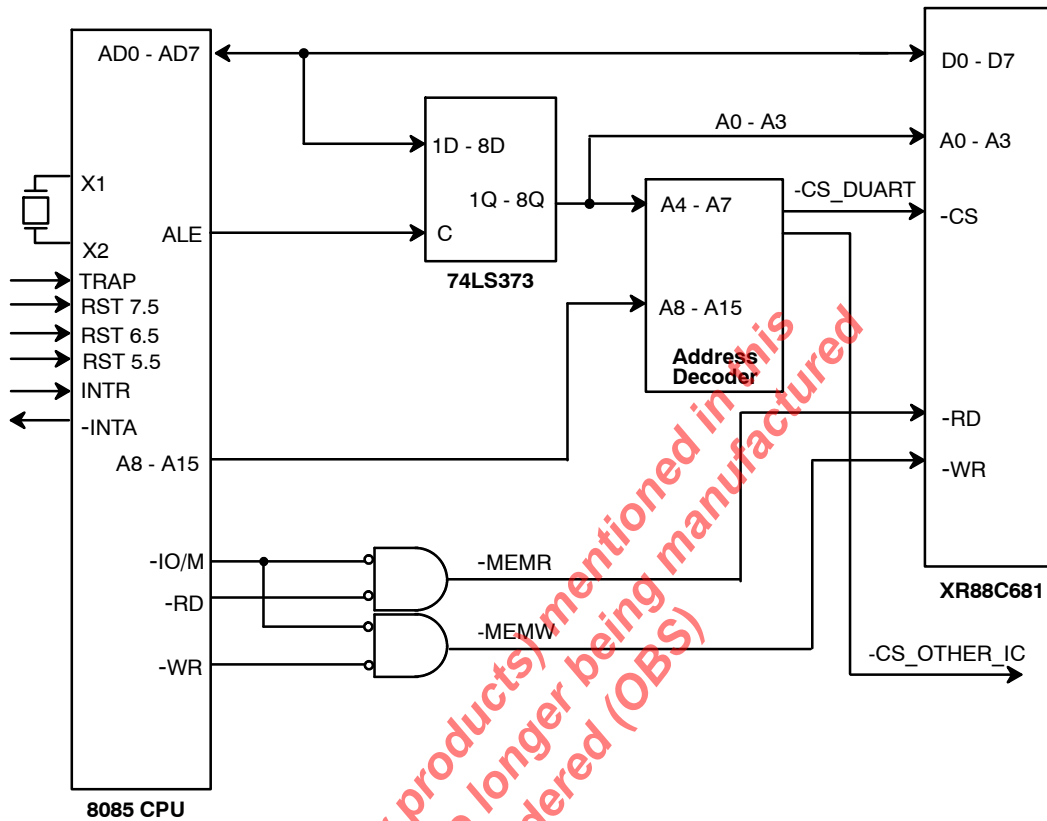 AD0 - AD7
D0 - D7
A0 - A3
1D - 8D
A0 - A3
X1
1Q - 8Q
A4 - A7
-CS_DUART
-CS
ALE
C
X2
74LS373
TRAP
RST 7.5
A8 - A15
RST 6.5
RST 5.5
Address
Decoder
INTR
-RD
-INTA
A8 - A15
-WR
-IO/M
-MEMR
-RD
XR88C681
-MEMW
-CS_OTHER_IC
-WR
8085 CPU
products) mentioned in this
longer being manufactured
dered (OBS)